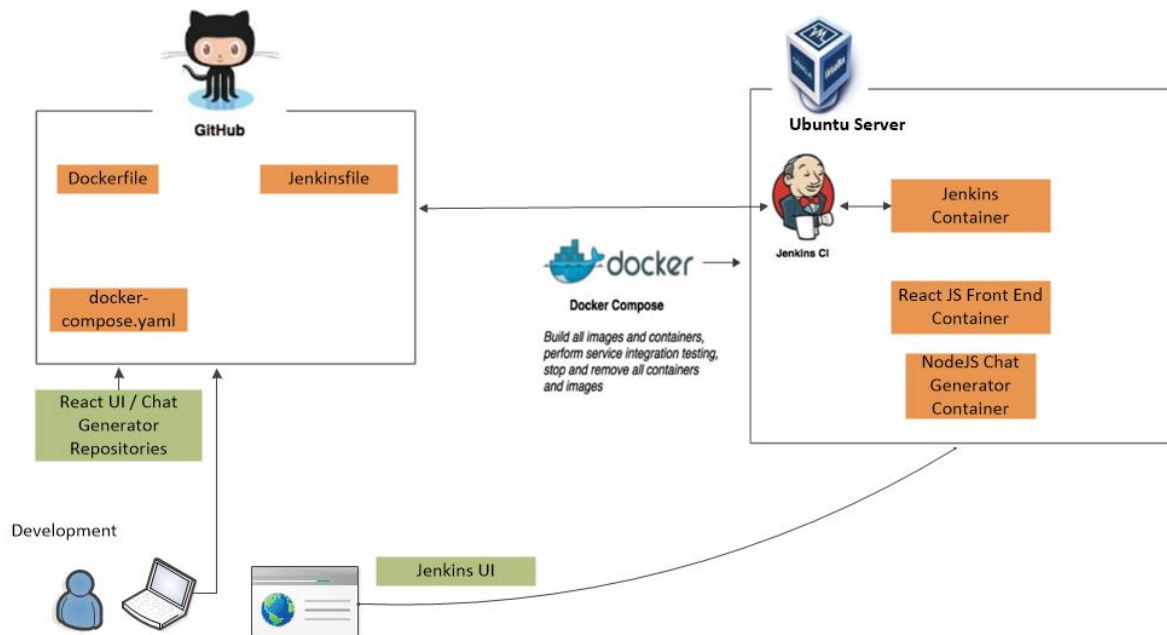 GitHub
Dockerfile
Jenkinsfile
docker-
compose.yaml
React UI / Chat
Generator
Repositories
Development
Jenkins UI
docker
Docker Compose
Build all images and containers,
perform service integration testing,
stop and remove all containers
and images
Ubuntu Server
Jenkins CI
Jenkins
Container
React JS Front End
Container
NodeJS Chat
Generator
Container